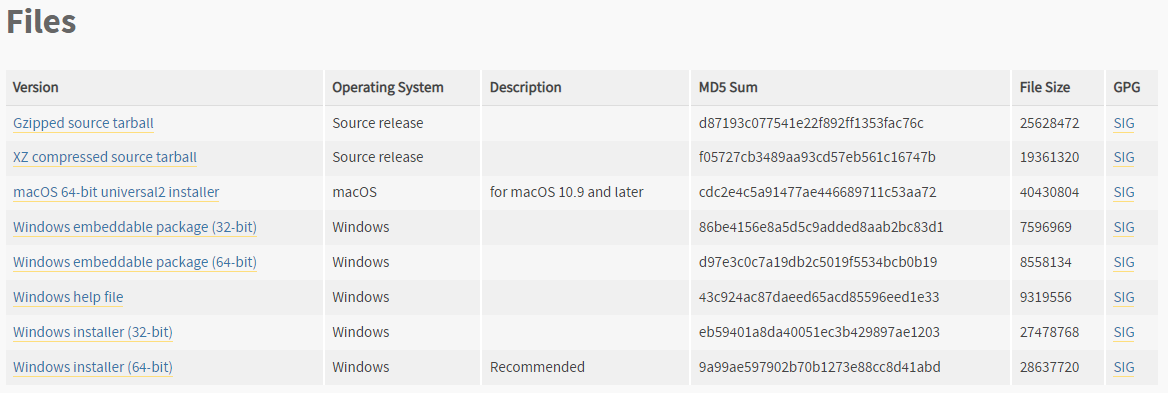 Files
Version Operating System Description MD5 Sum File Size GPG
Gzipped source tarball Source release d87193c077541e22f892ff1353fac76c 25628472 SIG
XZ compressed source tarball Source release f05727cb3489aa93cd57eb561c16747b 19361320 SIG
macOS 64-bit universal2 installer macOS for macOS 10.9 and later cdc2e4c5a91477ae446689711c53aa72 40430804 SIG
Windows embeddable package (32-bit) Windows 86be4156e8a5d5c9added8aab2bc83d1 7596969 SIG
Windows embeddable package (64-bit) Windows d97e3c0c7a19db2c5019f5534bcb0b19 8558134 SIG
Windows help file Windows 43c924ac87daeed65acd85596eed1e33 9319556 SIG
Windows installer (32-bit) Windows eb59401a8da40051ec3b429897ae1203 27478768 SIG
Windows installer (64-bit) Windows Recommended 9a99ae597902b70b1273e88cc8d41abd 28637720 SIG